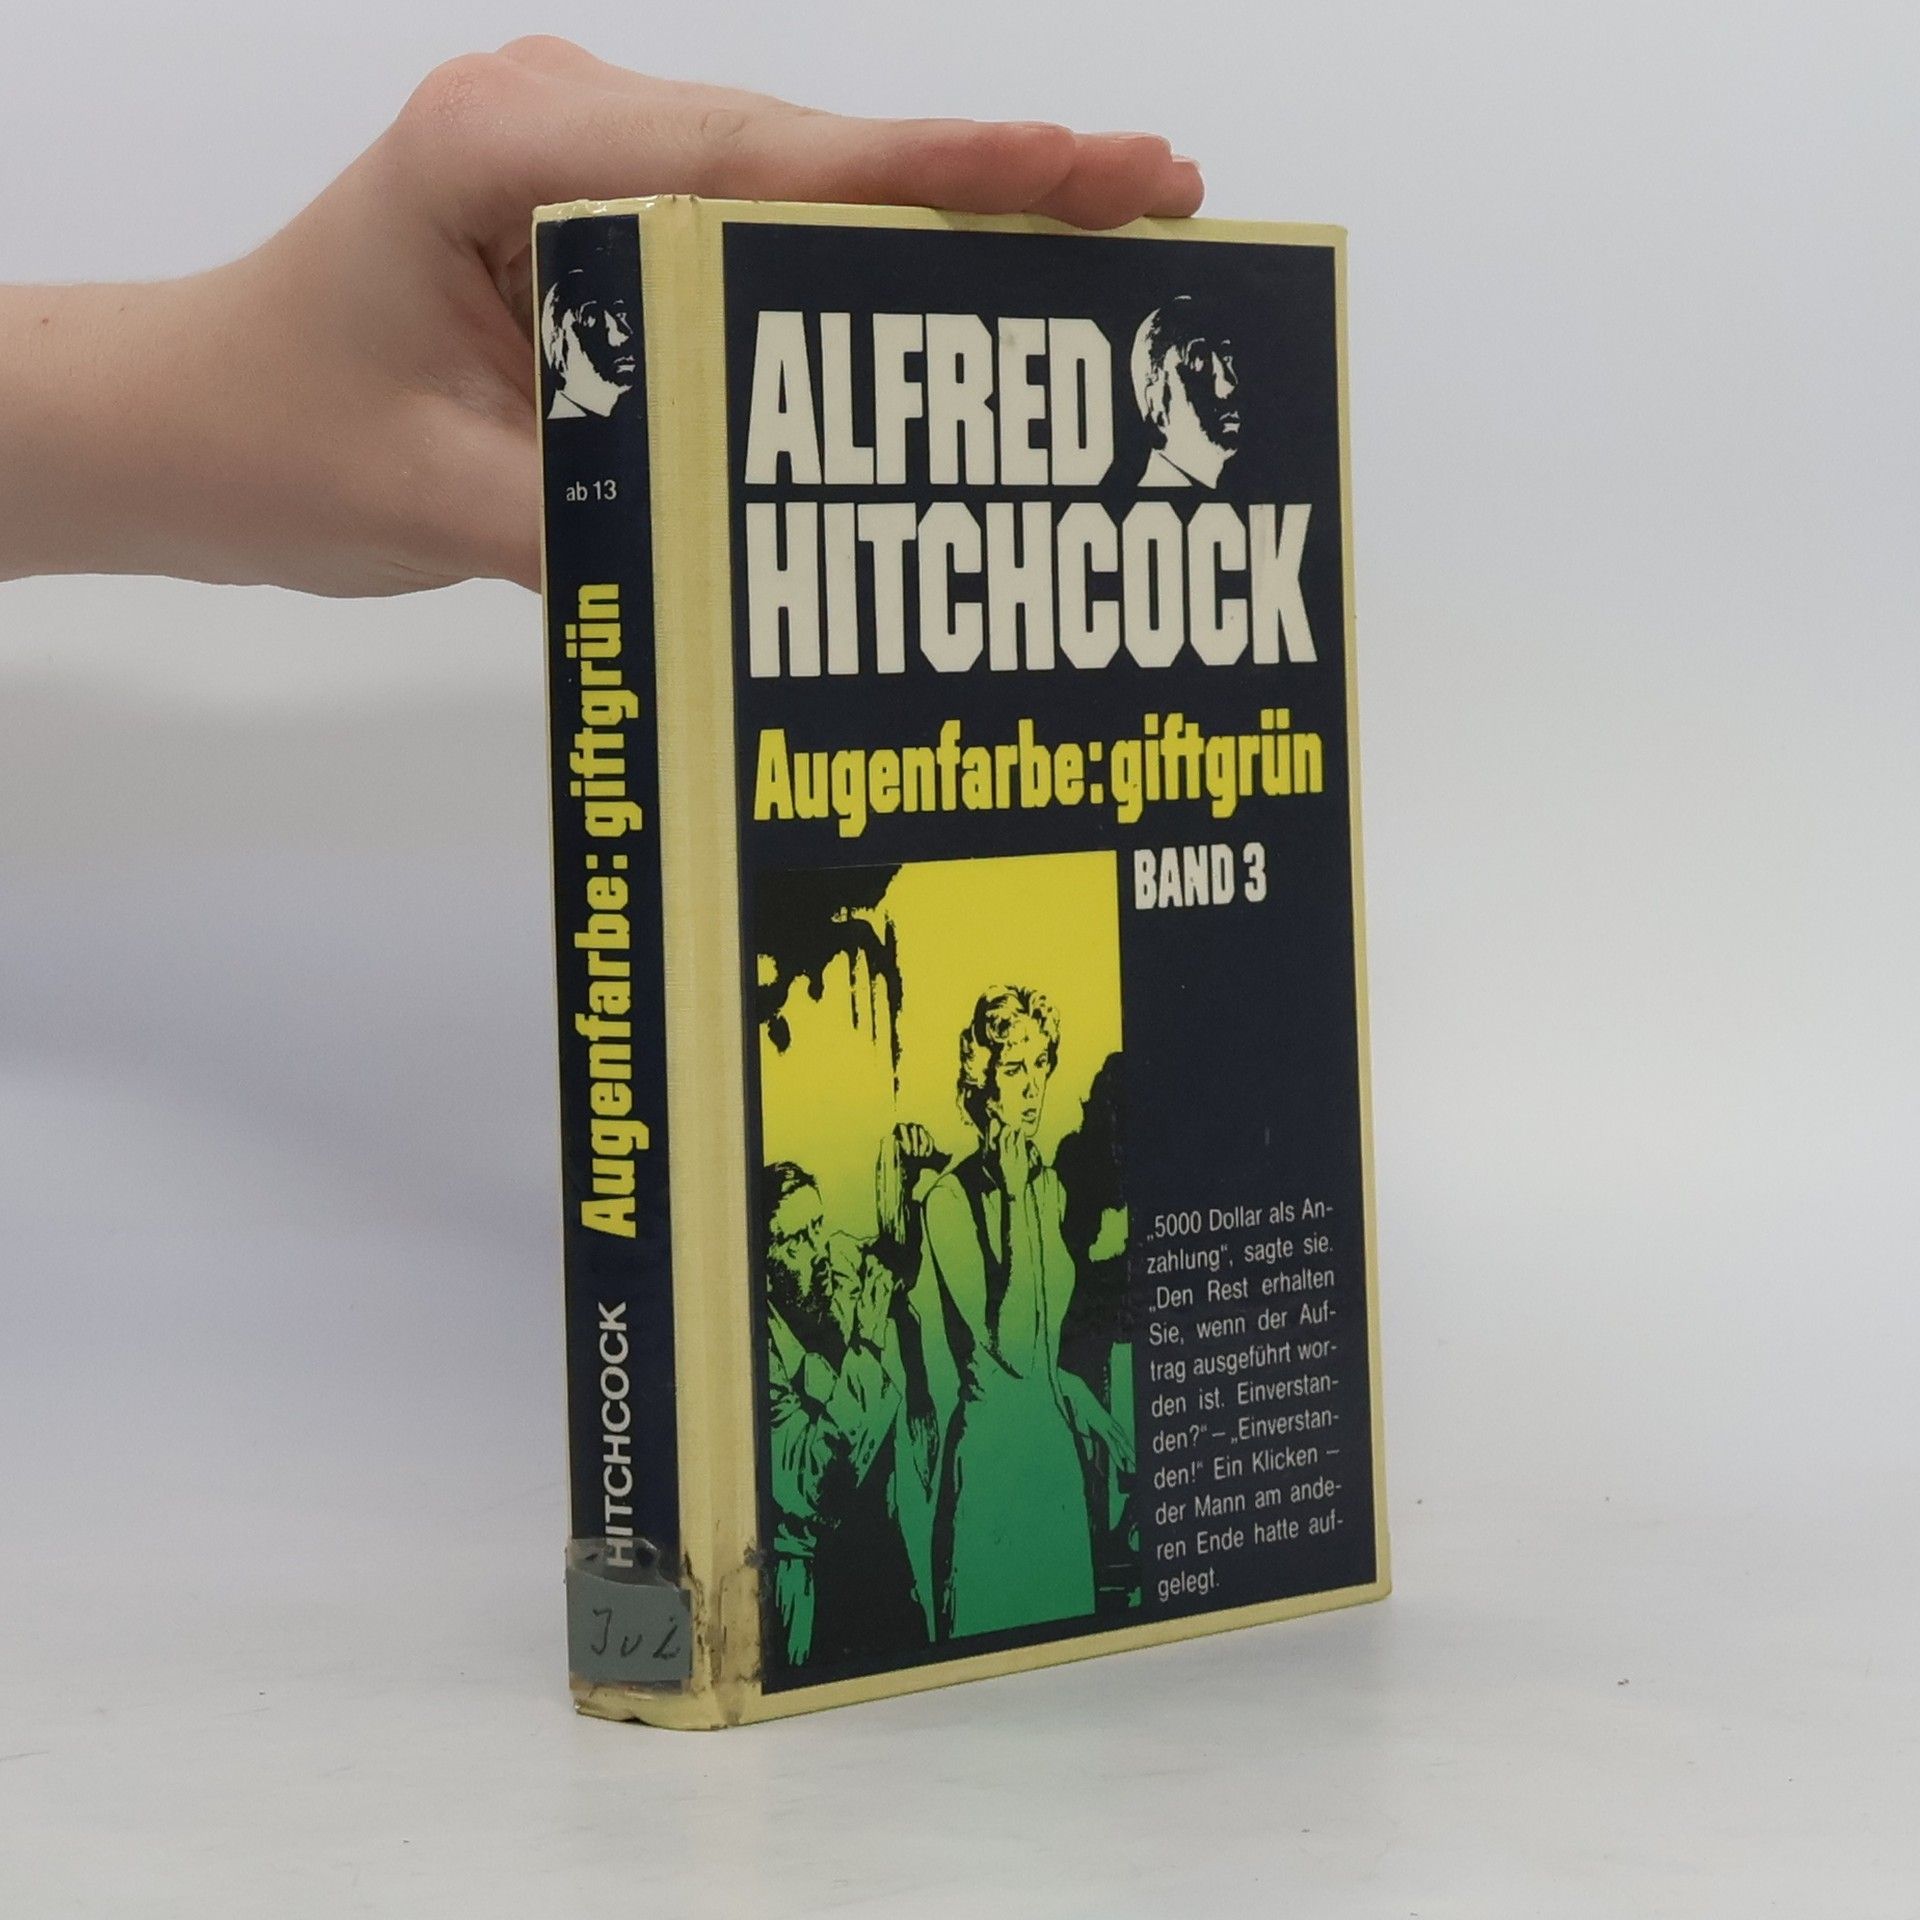 ab 13
Augenfarbe: giftgrün
HITCHCOCK
ALFRED
HITCHCOCK
Augenfarbe: giftgrün
BAND 3
„5000 Dollar als An-
zahlung“, sagte sie.
„Den Rest erhalten
Sie, wenn der Auf-
trag ausgeführt wor-
den ist. Einverstan-
den?“ – „Einverstan-
den!“ Ein Klicken –
der Mann am ande-
ren Ende hatte auf-
gelegt.